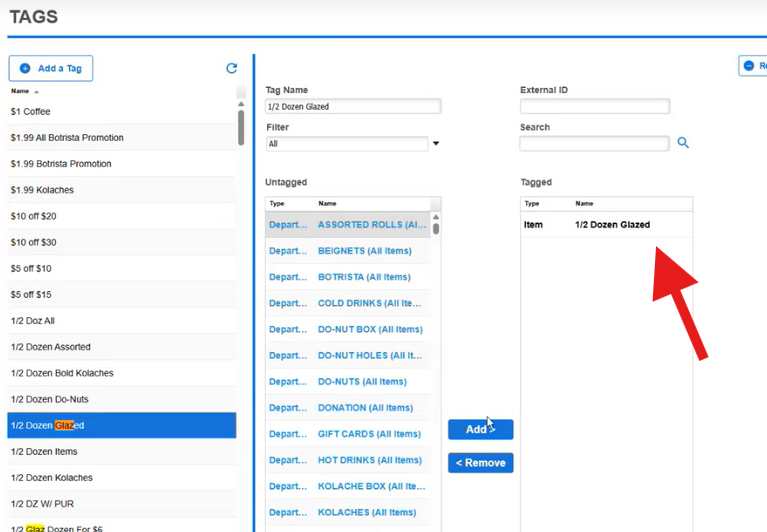 TAGS
Add a Tag
Name
$1 Coffee
$1.99 All Botrista Promotion
$1.99 Botrista Promotion
$1.99 Kolaches
$10 off $20
$10 off $30
$5 off $10
$5 off $15
1/2 Doz All
1/2 Dozen Assorted
1/2 Dozen Bold Kolaches
1/2 Dozen Do-Nuts
1/2 Dozen Glazed
1/2 Dozen Items
1/2 Dozen Kolaches
1/2 DZ W/ PUR
1/2 Glaz Dozen For $6
Tag Name
1/2 Dozen Glazed
External ID
Filter
All
Search
Untagged
Type Name
Depart... ASSORTED ROLLS (Al...
Depart... BEIGNETS (All Items)
Depart... BOTRISTA (All Items)
Depart... COLD DRINKS (All Ite...
Depart... DO-NUT BOX (All Items)
Depart... DO-NUT HOLES (All It...
Depart... DO-NUTS (All Items)
Depart... DONATION (All Items)
Depart... GIFT CARDS (All Items)
Depart... HOT DRINKS (All Items)
Depart... KOLACHE BOX (All Ite...
Depart... KOLACHES (All Items)
Add >
< Remove
Tagged
Type Name
Item 1/2 Dozen Glazed